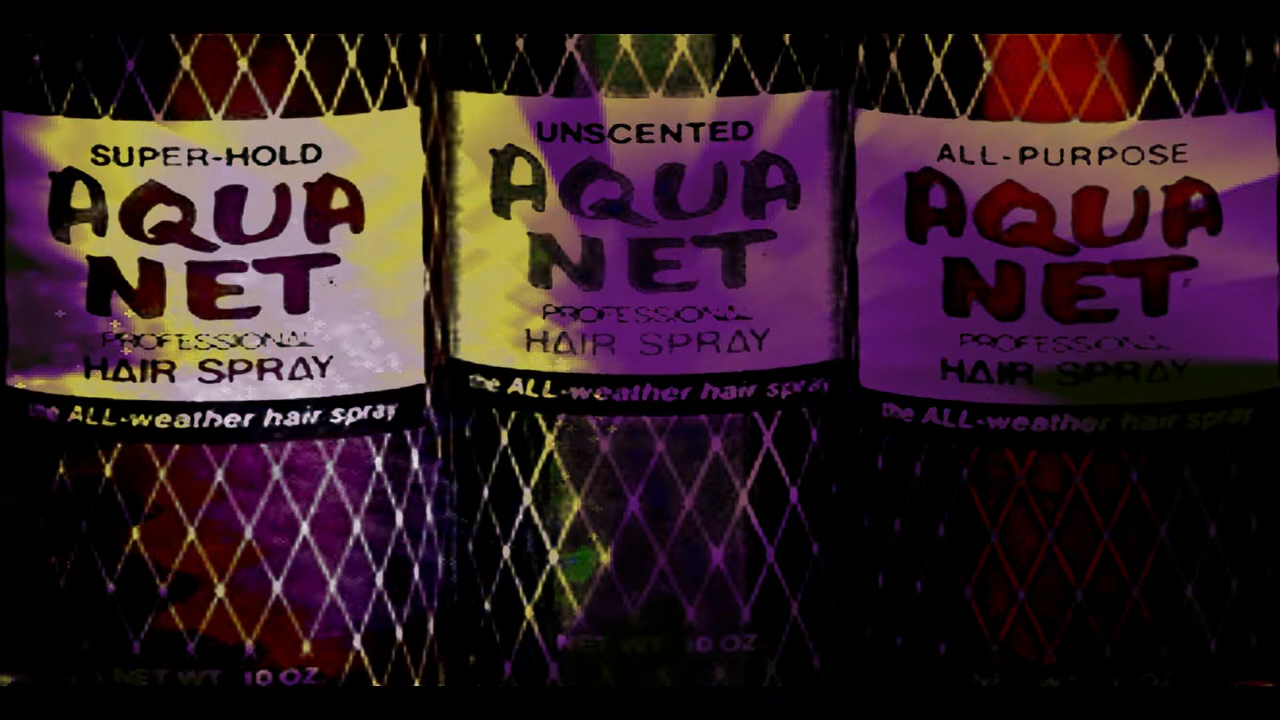 SUPER-HOLD
AQUA
NET
PROFESSIONAL
HAIR SPRAY
the ALL-weather hair spray
NET WT 10 OZ
UNSCENTED
AQUA
NET
PROFESSIONAL
HAIR SPRAY
the ALL-weather hair spray
NET WT 10 OZ
ALL-PURPOSE
AQUA
NET
PROFESSIONAL
HAIR SPRAY
the ALL-weather hair spray